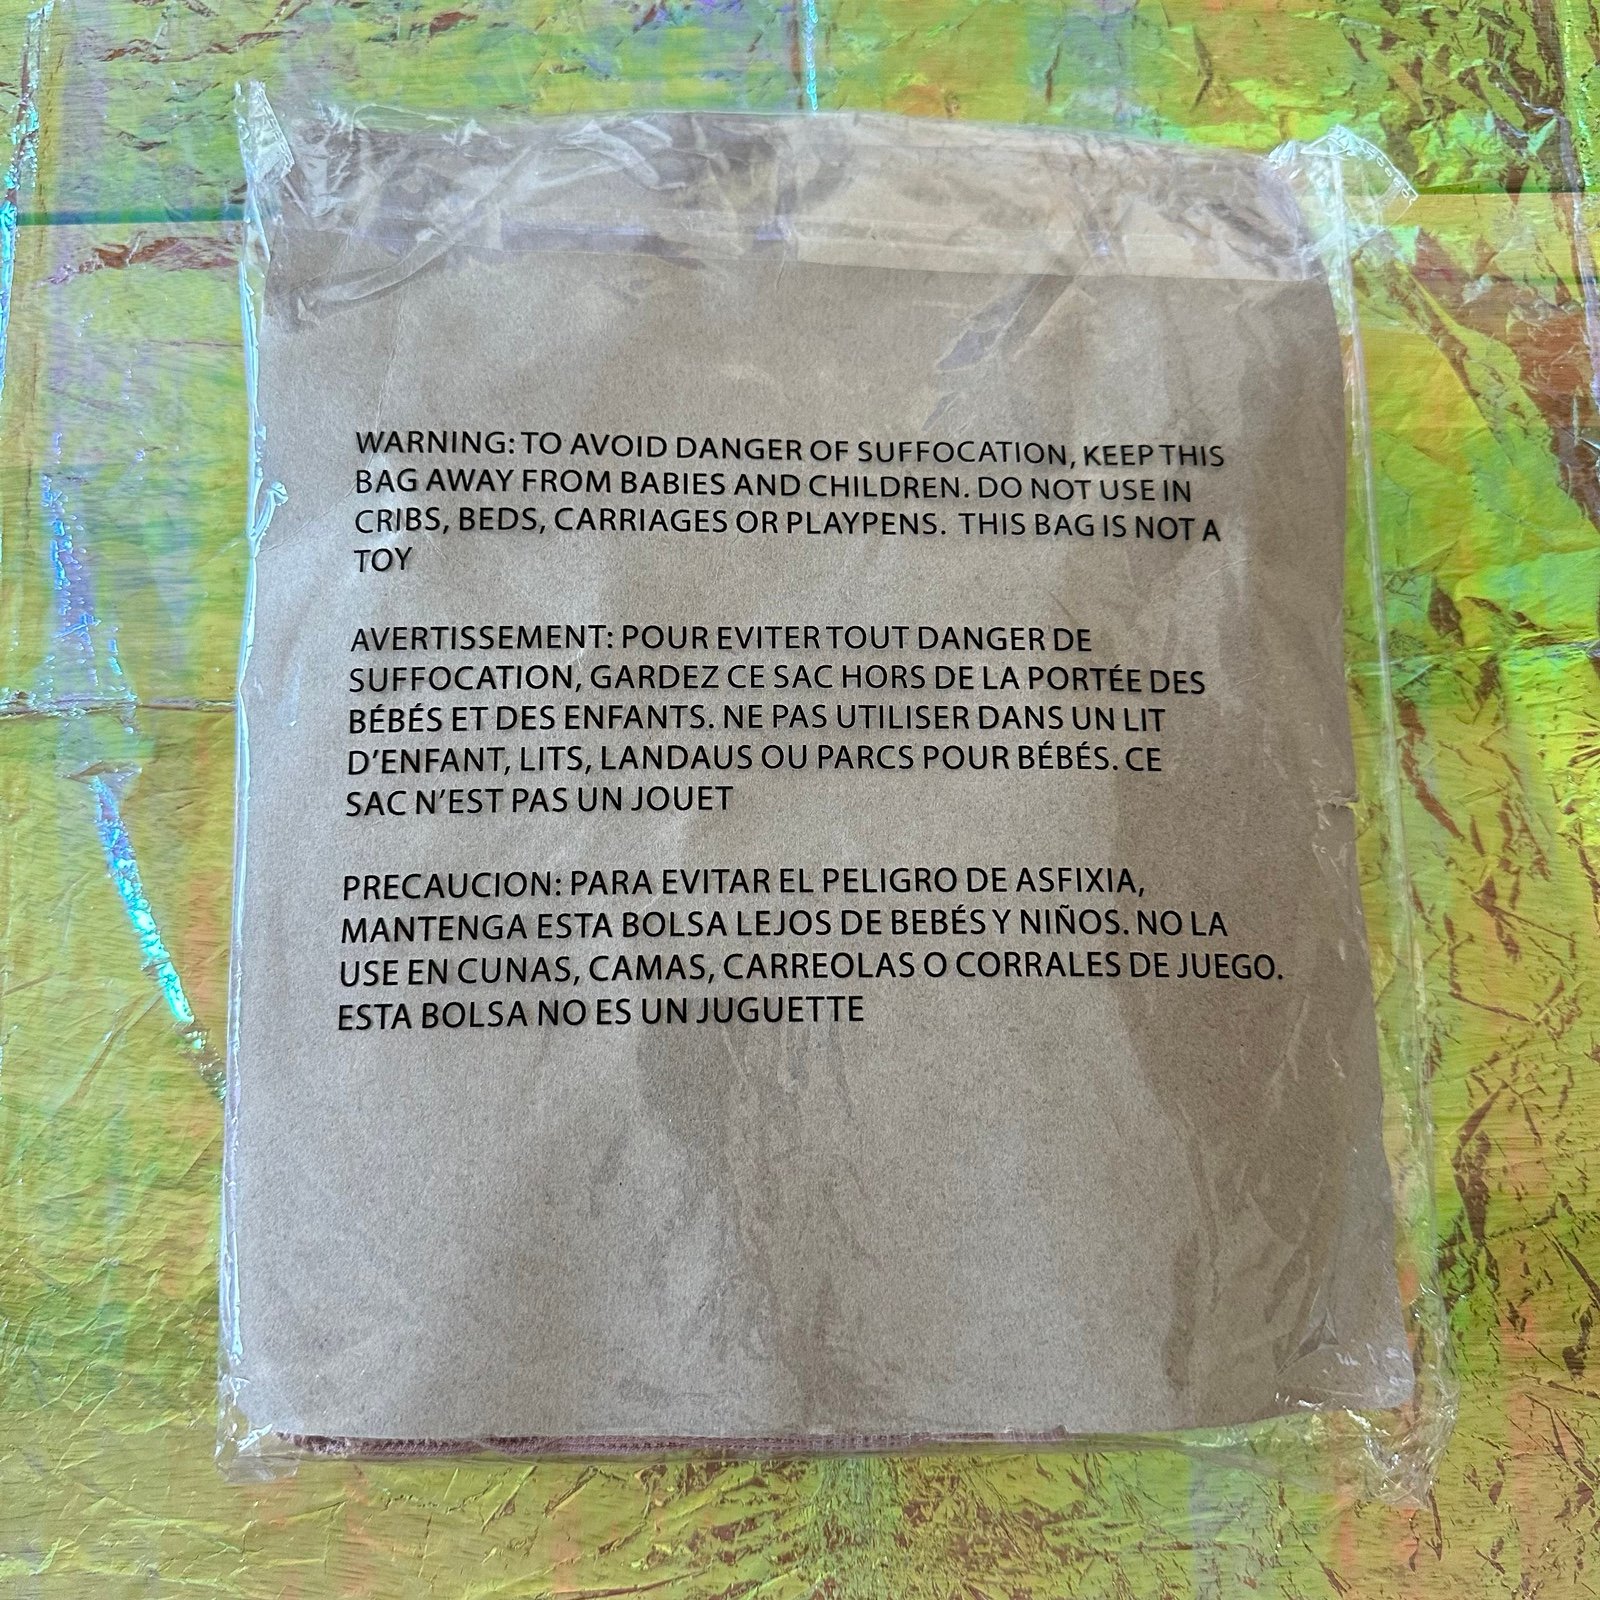 WARNING: TO AVOID DANGER OF SUFFOCATION, KEEP THIS
BAG AWAY FROM BABIES AND CHILDREN. DO NOT USE IN
CRIBS, BEDS, CARRIAGES OR PLAYPENS. THIS BAG IS NOT A
TOY
AVERTISSEMENT: POUR EVITER TOUT DANGER DE
SUFFOCATION, GARDEZ CE SAC HORS DE LA PORTÉE DES
BÉBÉS ET DES ENFANTS. NE PAS UTILISER DANS UN LIT
D'ENFANT, LITS, LANDAUS OU PARCS POUR BÉBÉS. CE
SAC N'EST PAS UN JOUET
PRECAUCION: PARA EVITAR EL PELIGRO DE ASFIXIA,
MANTENGA ESTA BOLSA LEJOS DE BEBÉS Y NIÑOS. NO LA
USE EN CUNAS, CAMAS, CARREOLAS O CORRALES DE JUEGO.
ESTA BOLSA NO ES UN JUGUETTE